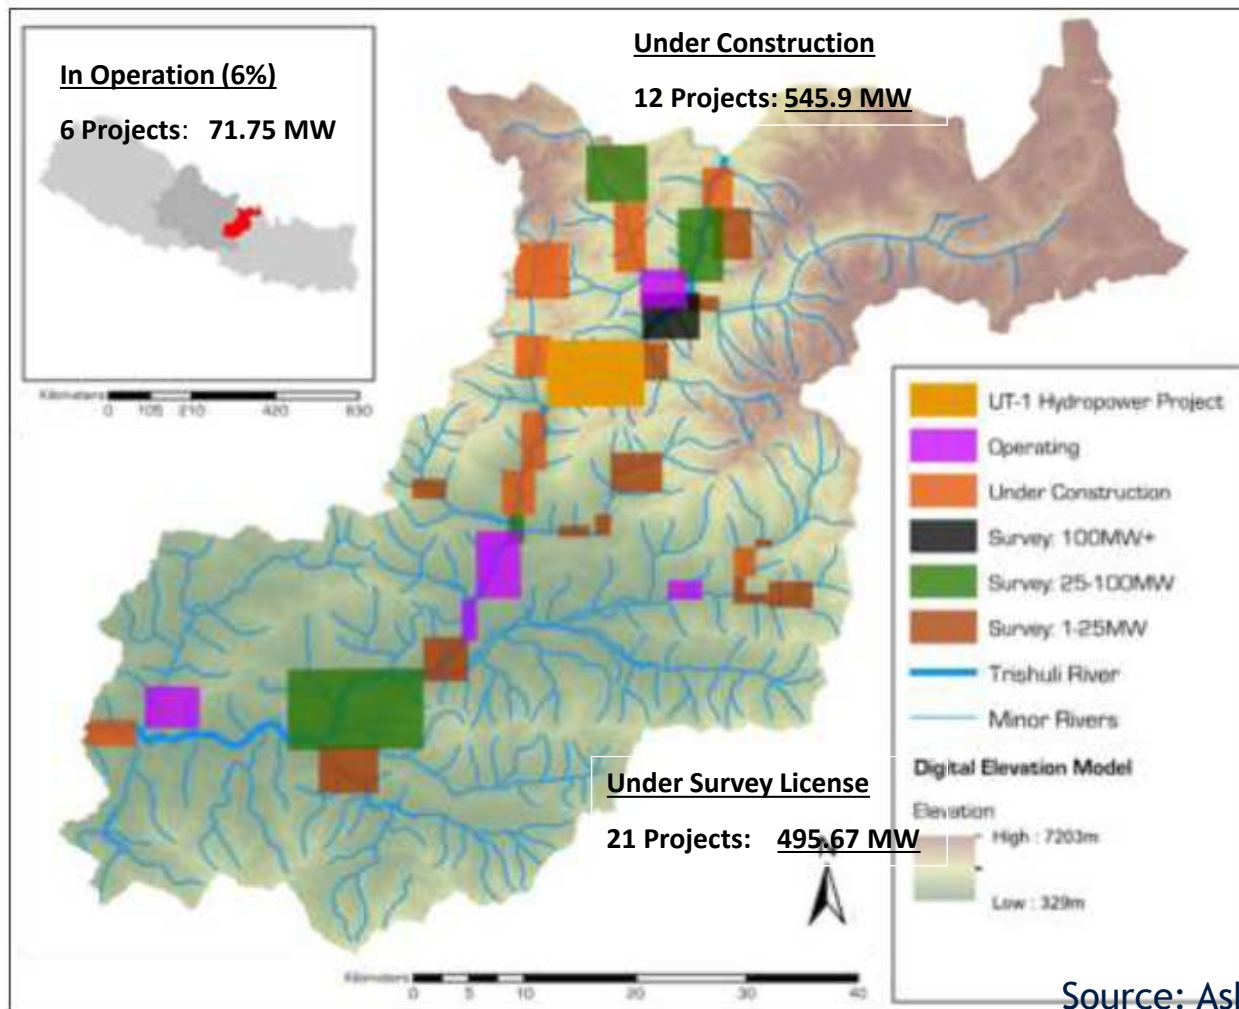 In Operation (6%)
6 Projects: 71.75 MW
Under Construction
12 Projects: 545.9 MW
Kilometers
0 105 210 420 630
UT-1 Hydropower Project
Operating
Under Construction
Survey: 100MW+
Survey: 25-100MW
Survey: 1-25MW
Trishuli River
Minor Rivers
Digital Elevation Model
Elevation
High : 7203m
Low : 329m
Under Survey License
21 Projects: 495.67 MW
N
Kilometers
0 5 10 20 30 40
Source: Asl